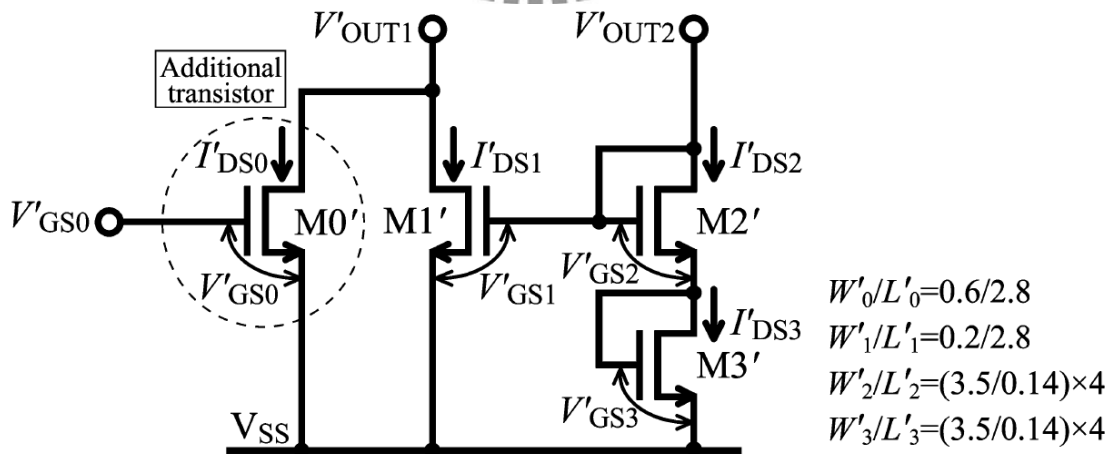 V'OUT1
V'OUT2
Additional
transistor
I'DS0
I'DS1
I'DS2
V'GS0
M0'
M1'
M2'
V'GS0
V'GS1
V'GS2
I'DS3
M3'
V'GS3
VSS
W'0/L'0=0.6/2.8
W'1/L'1=0.2/2.8
W'2/L'2=(3.5/0.14)×4
W'3/L'3=(3.5/0.14)×4